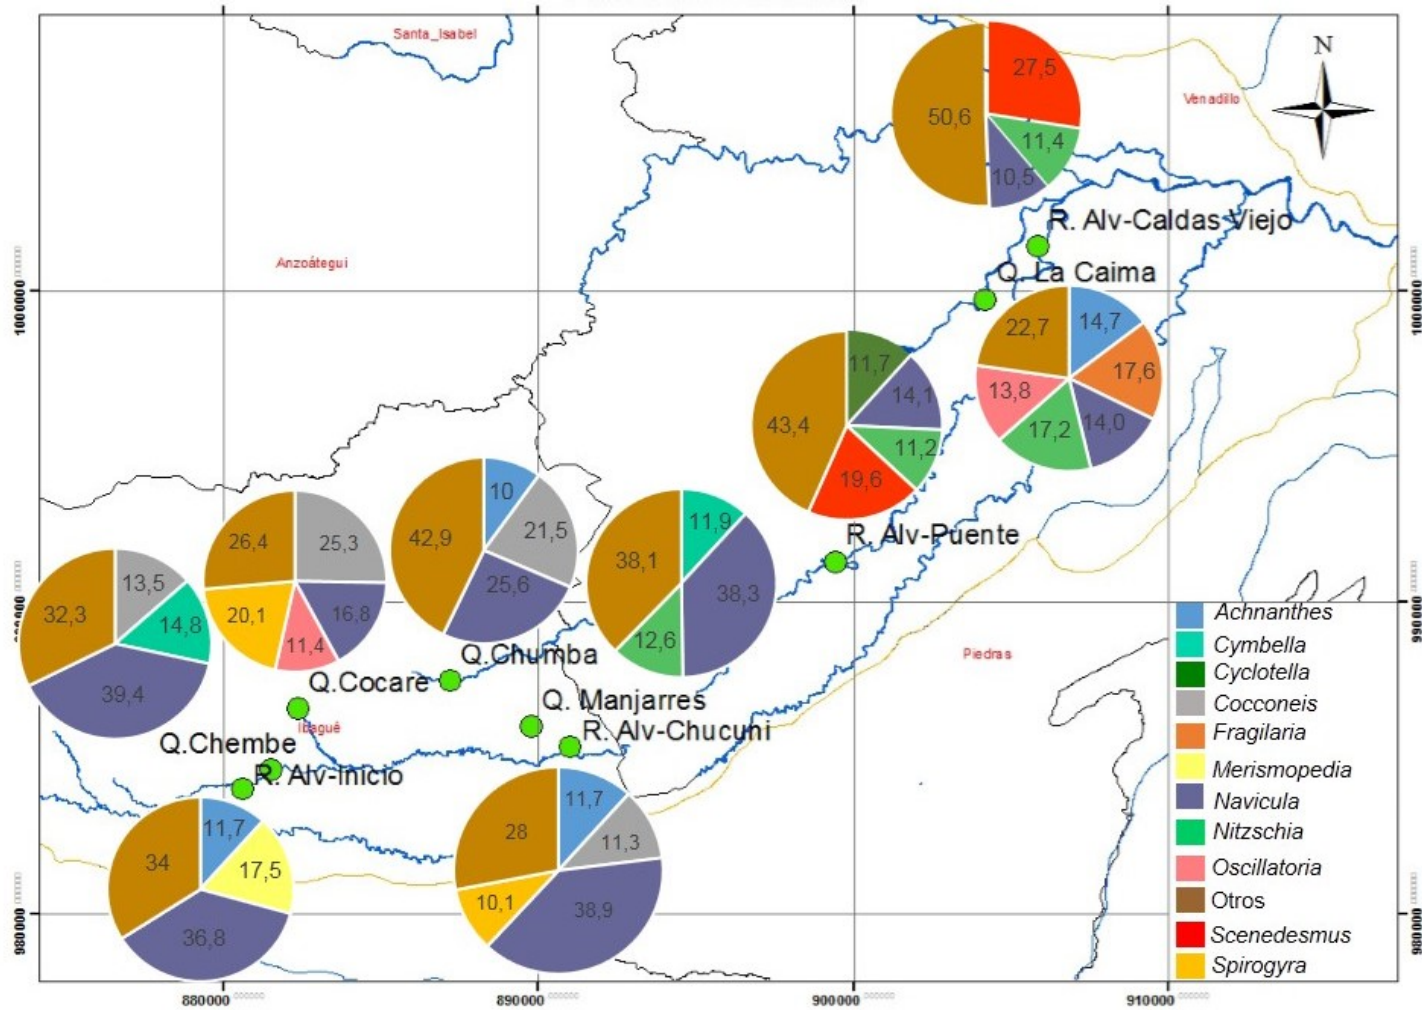 Santa_Isabel
N
Venadillo
27,5
50,6
11,4
10,5
R. Alv-Caldas Viejo
Anzoátegui
Q. La Caima
1000000
1000000
22,7
14,7
17,6
13,8
17,2
14,0
11,7
14,1
43,4
11,2
19,6
R. Alv-Puente
10
42,9
21,5
25,6
11,9
38,1
38,3
12,6
26,4
25,3
20,1
16,8
11,4
13,5
32,3
14,8
39,4
990000
Q.Chumba
Q.Cocare
Piedras
Q. Manjarres
R. Alv-Chucuni
Ibagué
Q.Chembe
R. Alv-Inicio
11,7
34
17,5
36,8
11,7
28
11,3
10,1
38,9
Achnanthes
Cymbella
Cyclotella
Cocconeis
Fragilaria
Merismopedia
Navicula
Nitzschia
Oscillatoria
Otros
Scenedesmus
Spirogyra
980000
980000
880000
890000
900000
910000